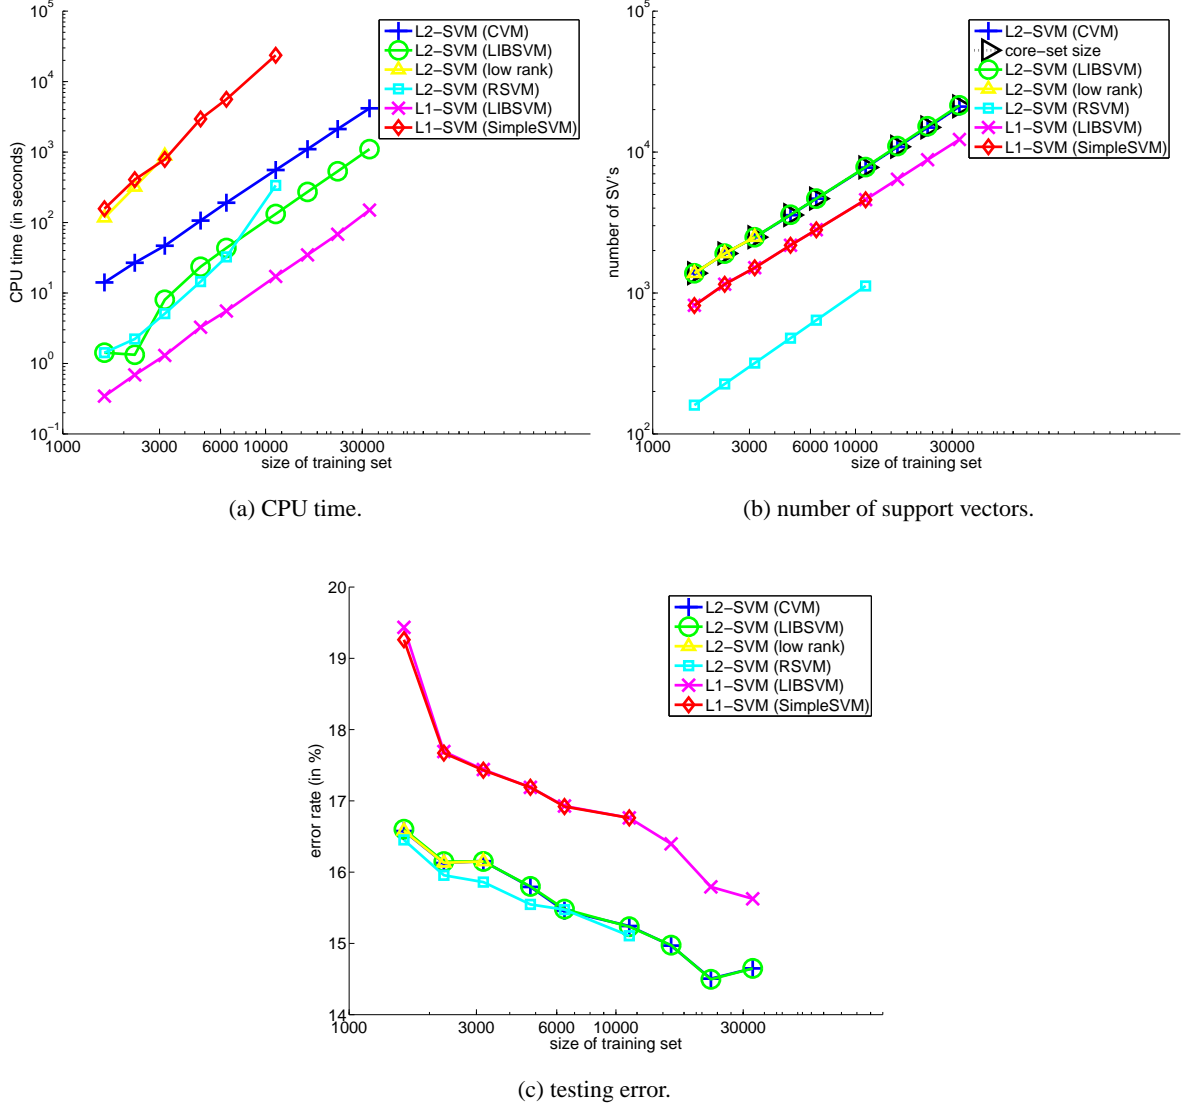 10^5
10^4
10^3
10^2
10^1
10^0
10^−1
CPU time (in seconds)
1000 3000 6000 10000 30000
size of training set
L2−SVM (CVM)
L2−SVM (LIBSVM)
L2−SVM (low rank)
L2−SVM (RSVM)
L1−SVM (LIBSVM)
L1−SVM (SimpleSVM)
(a) CPU time.
10^5
10^4
10^3
10^2
number of SV's
1000 3000 6000 10000 30000
size of training set
L2−SVM (CVM)
core−set size
L2−SVM (LIBSVM)
L2−SVM (low rank)
L2−SVM (RSVM)
L1−SVM (LIBSVM)
L1−SVM (SimpleSVM)
(b) number of support vectors.
20
19
18
17
16
15
14
error rate (in %)
1000 3000 6000 10000 30000
size of training set
L2−SVM (CVM)
L2−SVM (LIBSVM)
L2−SVM (low rank)
L2−SVM (RSVM)
L1−SVM (LIBSVM)
L1−SVM (SimpleSVM)
(c) testing error.